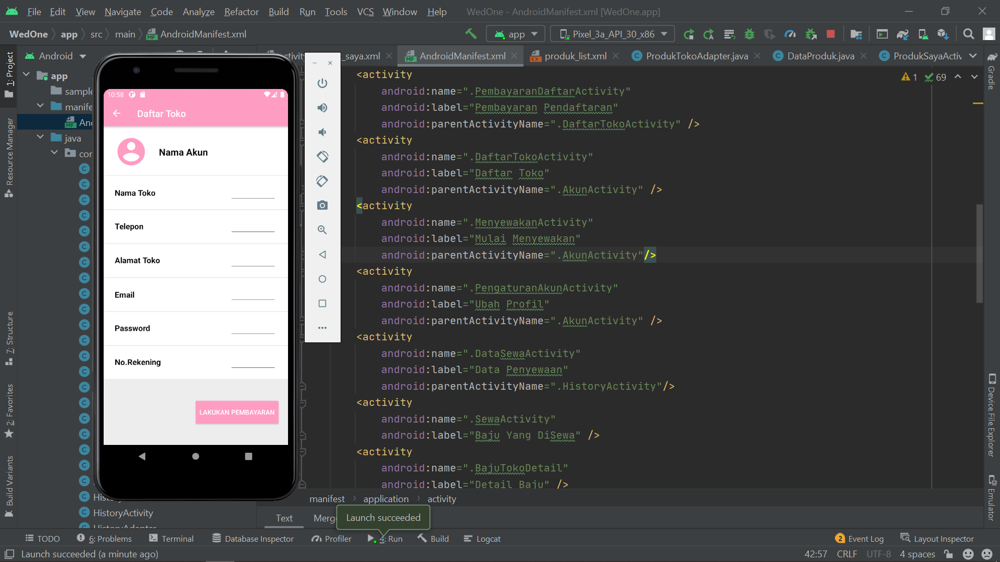 File Edit View Navigate Code Analyze Refactor Build Run Tools VCS Window Help WedOne - AndroidManifest.xml [WedOne.app]
WedOne app src main AndroidManifest.xml app Pixel_3a_API_30_x86
Android _saya.xml AndroidManifest.xml produk_list.xml ProdukTokoAdapter.java DataProduk.java ProdukSayaActiv
1: Project
Resource Manager
7: Structure
2: Favorites
Build Variants
app
sample
manife
And
java
cor
HistoryActivity
10:58
Daftar Toko
Nama Akun
Nama Toko
Telepon
Alamat Toko
Email
Password
No.Rekening
LAKUKAN PEMBAYARAN
<activity
android:name=".PembayaranDaftarActivity"
android:label="Pembayaran Pendaftaran"
android:parentActivityName=".DaftarTokoActivity" />
<activity
android:name=".DaftarTokoActivity"
android:label="Daftar Toko"
android:parentActivityName=".AkunActivity" />
<activity
android:name=".MenyewakanActivity"
android:label="Mulai Menyewakan"
android:parentActivityName=".AkunActivity"/>
<activity
android:name=".PengaturanAkunActivity"
android:label="Ubah Profil"
android:parentActivityName=".AkunActivity" />
<activity
android:name=".DataSewaActivity"
android:label="Data Penyewaan"
android:parentActivityName=".HistoryActivity"/>
<activity
android:name=".SewaActivity"
android:label="Baju Yang DiSewa" />
<activity
android:name=".BajuTokoDetail"
android:label="Detail Baju" />
1 69
Gradle
Device File Explorer
Emulator
manifest application activity
Text Merg
Launch succeeded
TODO 6: Problems Terminal Database Inspector Profiler 4: Run Build Logcat 2 Event Log Layout Inspector
Launch succeeded (a minute ago) 42:57 CRLF UTF-8 4 spaces